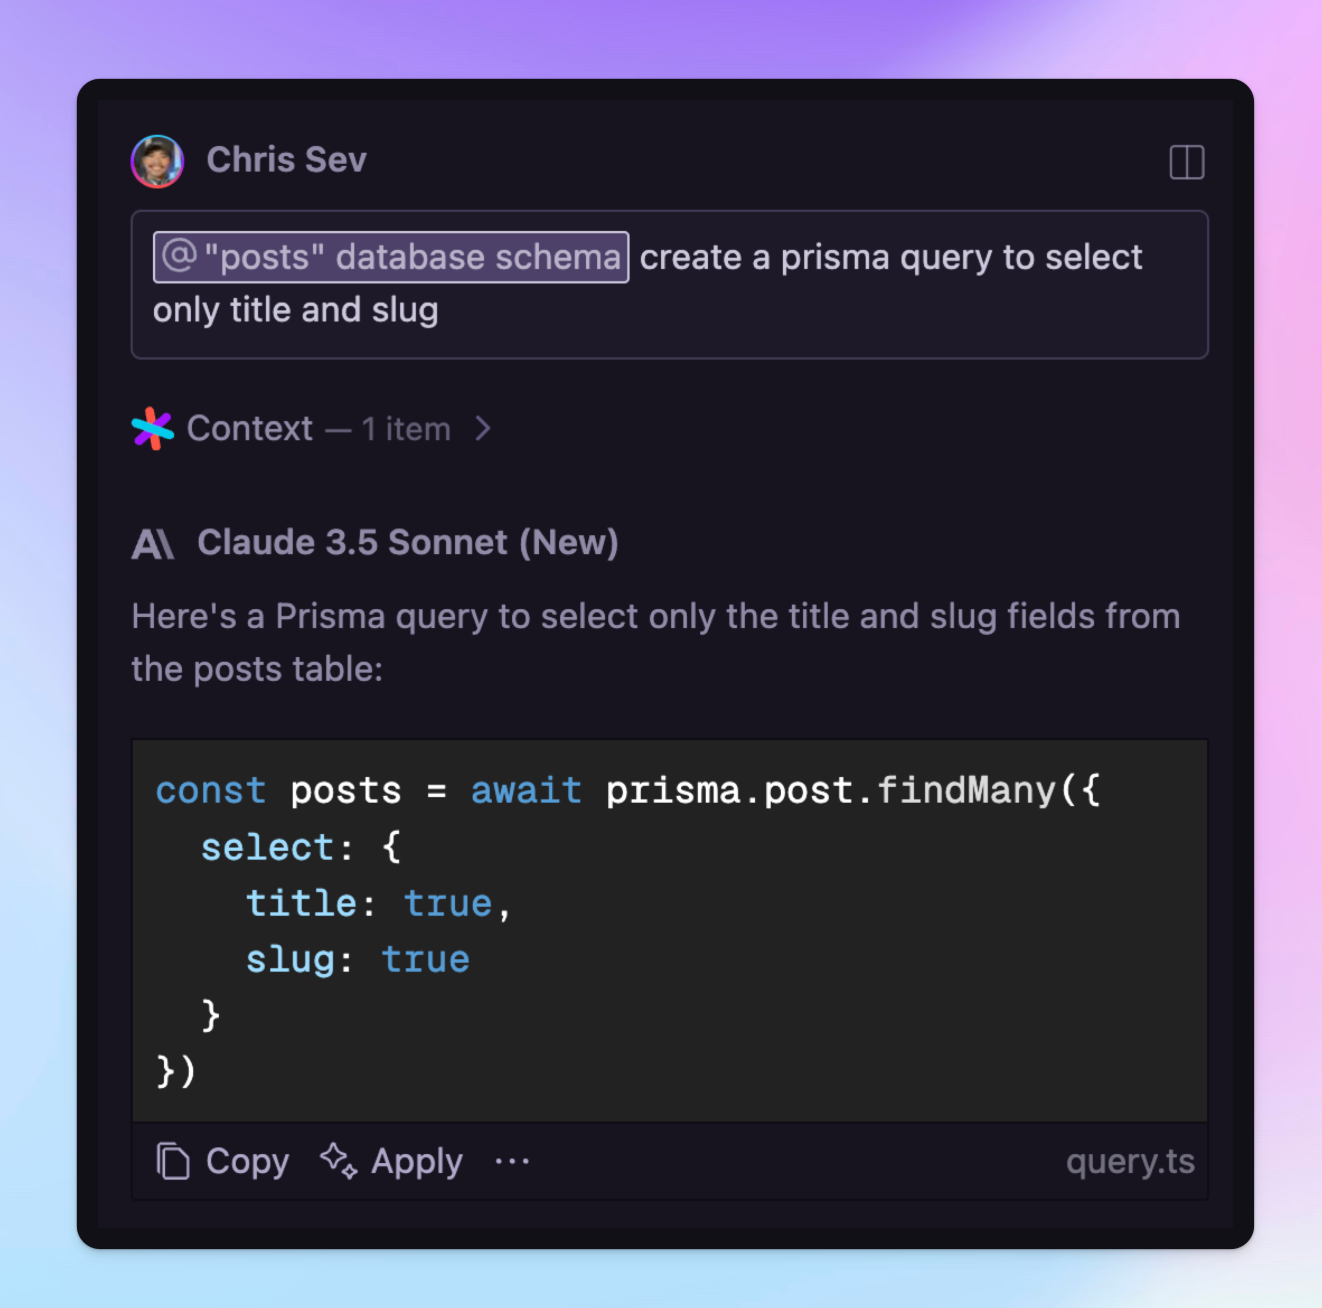 Chris Sev
@"posts" database schema create a prisma query to select
only title and slug
Context — 1 item
A\ Claude 3.5 Sonnet (New)
Here's a Prisma query to select only the title and slug fields from
the posts table:
const posts = await prisma.post.findMany({
  select: {
    title: true,
    slug: true
  }
})
Copy Apply ··· query.ts